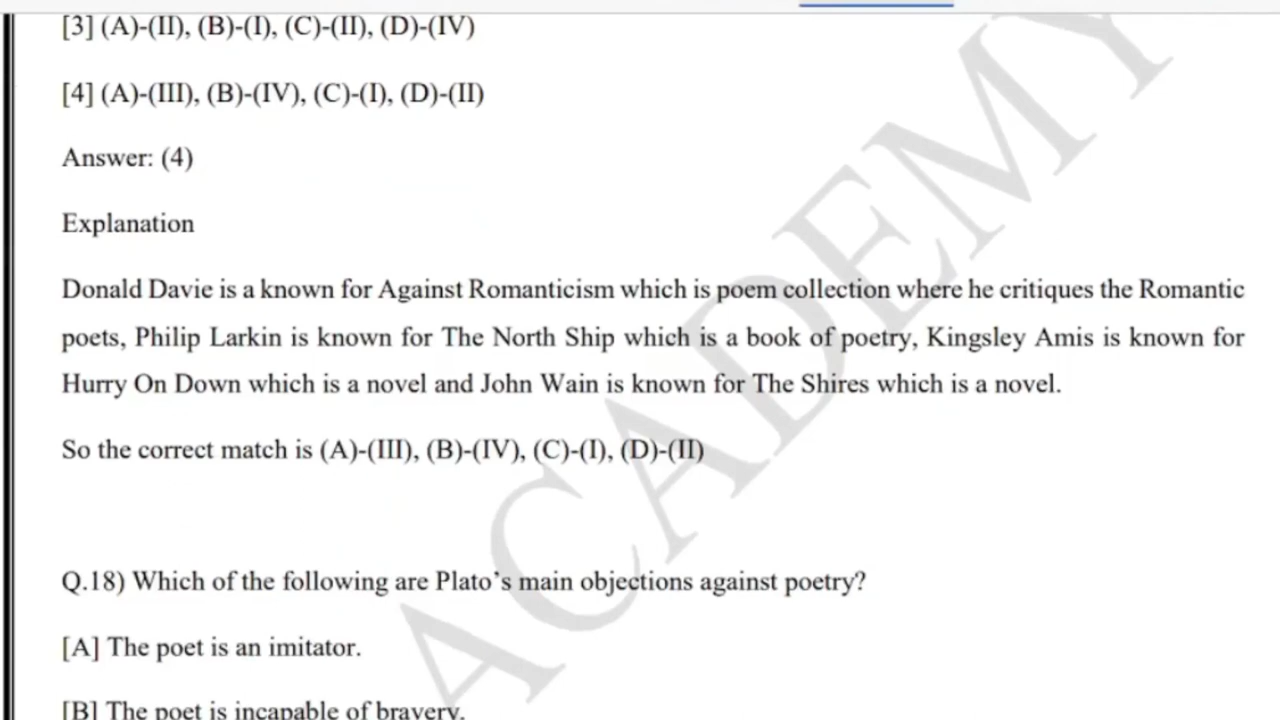 [3] (A)-(II), (B)-(I), (C)-(II), (D)-(IV)
[4] (A)-(III), (B)-(IV), (C)-(I), (D)-(II)
Answer: (4)
Explanation
Donald Davie is a known for Against Romanticism which is poem collection where he critiques the Romantic
poets, Philip Larkin is known for The North Ship which is a book of poetry, Kingsley Amis is known for
Hurry On Down which is a novel and John Wain is known for The Shires which is a novel.
So the correct match is (A)-(III), (B)-(IV), (C)-(I), (D)-(II)
Q.18) Which of the following are Plato's main objections against poetry?
[A] The poet is an imitator.
[B] The poet is incapable of bravery.
ACADEMY